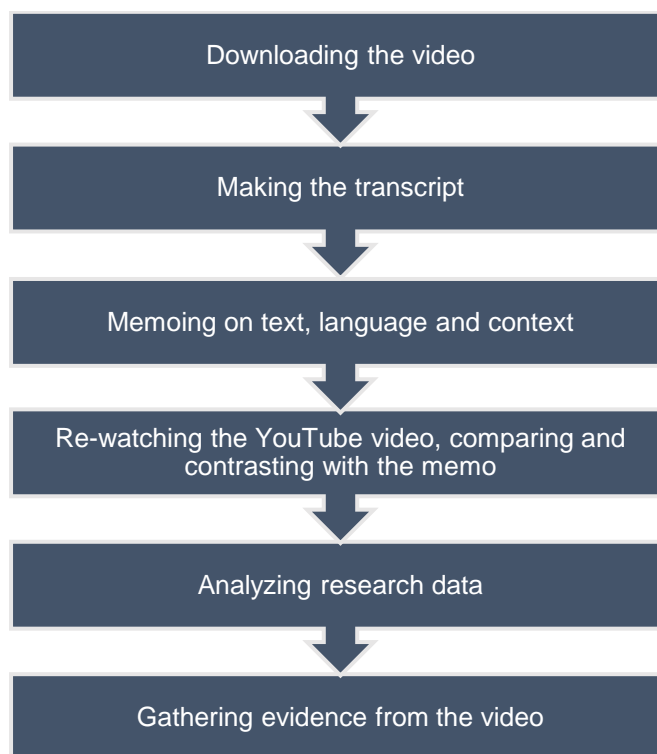 Downloading the video
Making the transcript
Memoing on text, language and context
Re-watching the YouTube video, comparing and
contrasting with the memo
Analyzing research data
Gathering evidence from the video